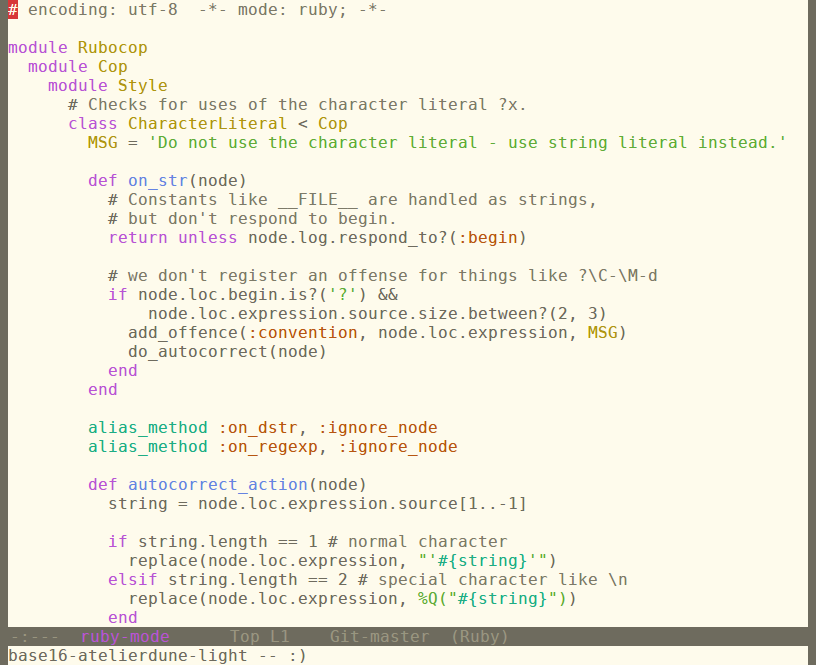 # encoding: utf-8  -*- mode: ruby; -*-
module Rubocop
  module Cop
    module Style
      # Checks for uses of the character literal ?x.
      class CharacterLiteral < Cop
        MSG = 'Do not use the character literal - use string literal instead.'
        def on_str(node)
          # Constants like __FILE__ are handled as strings,
          # but don't respond to begin.
          return unless node.log.respond_to?(:begin)
          # we don't register an offense for things like ?\C-\M-d
          if node.loc.begin.is?('?') &&
              node.loc.expression.source.size.between?(2, 3)
            add_offence(:convention, node.loc.expression, MSG)
            do_autocorrect(node)
          end
        end
        alias_method :on_dstr, :ignore_node
        alias_method :on_regexp, :ignore_node
        def autocorrect_action(node)
          string = node.loc.expression.source[1..-1]
          if string.length == 1 # normal character
            replace(node.loc.expression, "'#{string}'")
          elsif string.length == 2 # special character like \n
            replace(node.loc.expression, %Q("#{string}"))
          end
-:---  ruby-mode      Top L1    Git-master  (Ruby)
base16-atelierdune-light -- :)